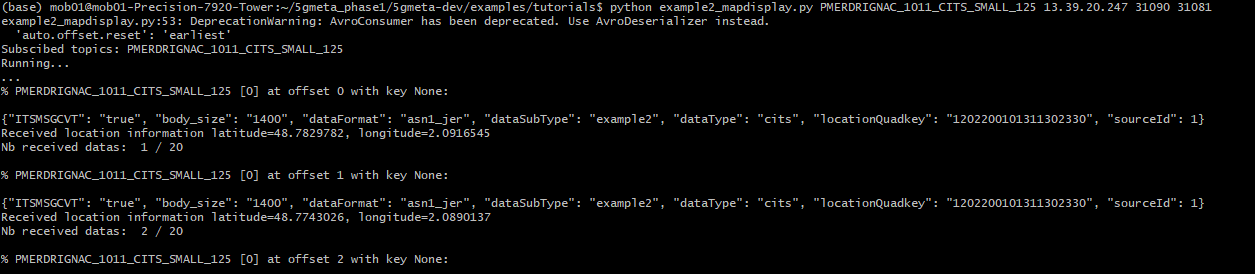 (base) mob01@mob01-Precision-7920-Tower:~/5gmeta_phase1/5gmeta-dev/examples/tutorials$ python example2_mapdisplay.py PMERDRIGNAC_1011_CITS_SMALL_125 13.39.20.247 31090 31081
example2_mapdisplay.py:53: DeprecationWarning: AvroConsumer has been deprecated. Use AvroDeserializer instead.
'auto.offset.reset': 'earliest'
Subscibed topics: PMERDRIGNAC_1011_CITS_SMALL_125
Running...
...
% PMERDRIGNAC_1011_CITS_SMALL_125 [0] at offset 0 with key None:
{"ITSMSGCVT": "true", "body_size": "1400", "dataFormat": "asn1_jer", "dataSubType": "example2", "dataType": "cits", "locationQuadkey": "1202200101311302330", "sourceId": 1}
Received location information latitude=48.7829782, longitude=2.0916545
Nb received datas:  1 / 20
% PMERDRIGNAC_1011_CITS_SMALL_125 [0] at offset 1 with key None:
{"ITSMSGCVT": "true", "body_size": "1400", "dataFormat": "asn1_jer", "dataSubType": "example2", "dataType": "cits", "locationQuadkey": "1202200101311302330", "sourceId": 1}
Received location information latitude=48.7743026, longitude=2.0890137
Nb received datas:  2 / 20
% PMERDRIGNAC_1011_CITS_SMALL_125 [0] at offset 2 with key None: